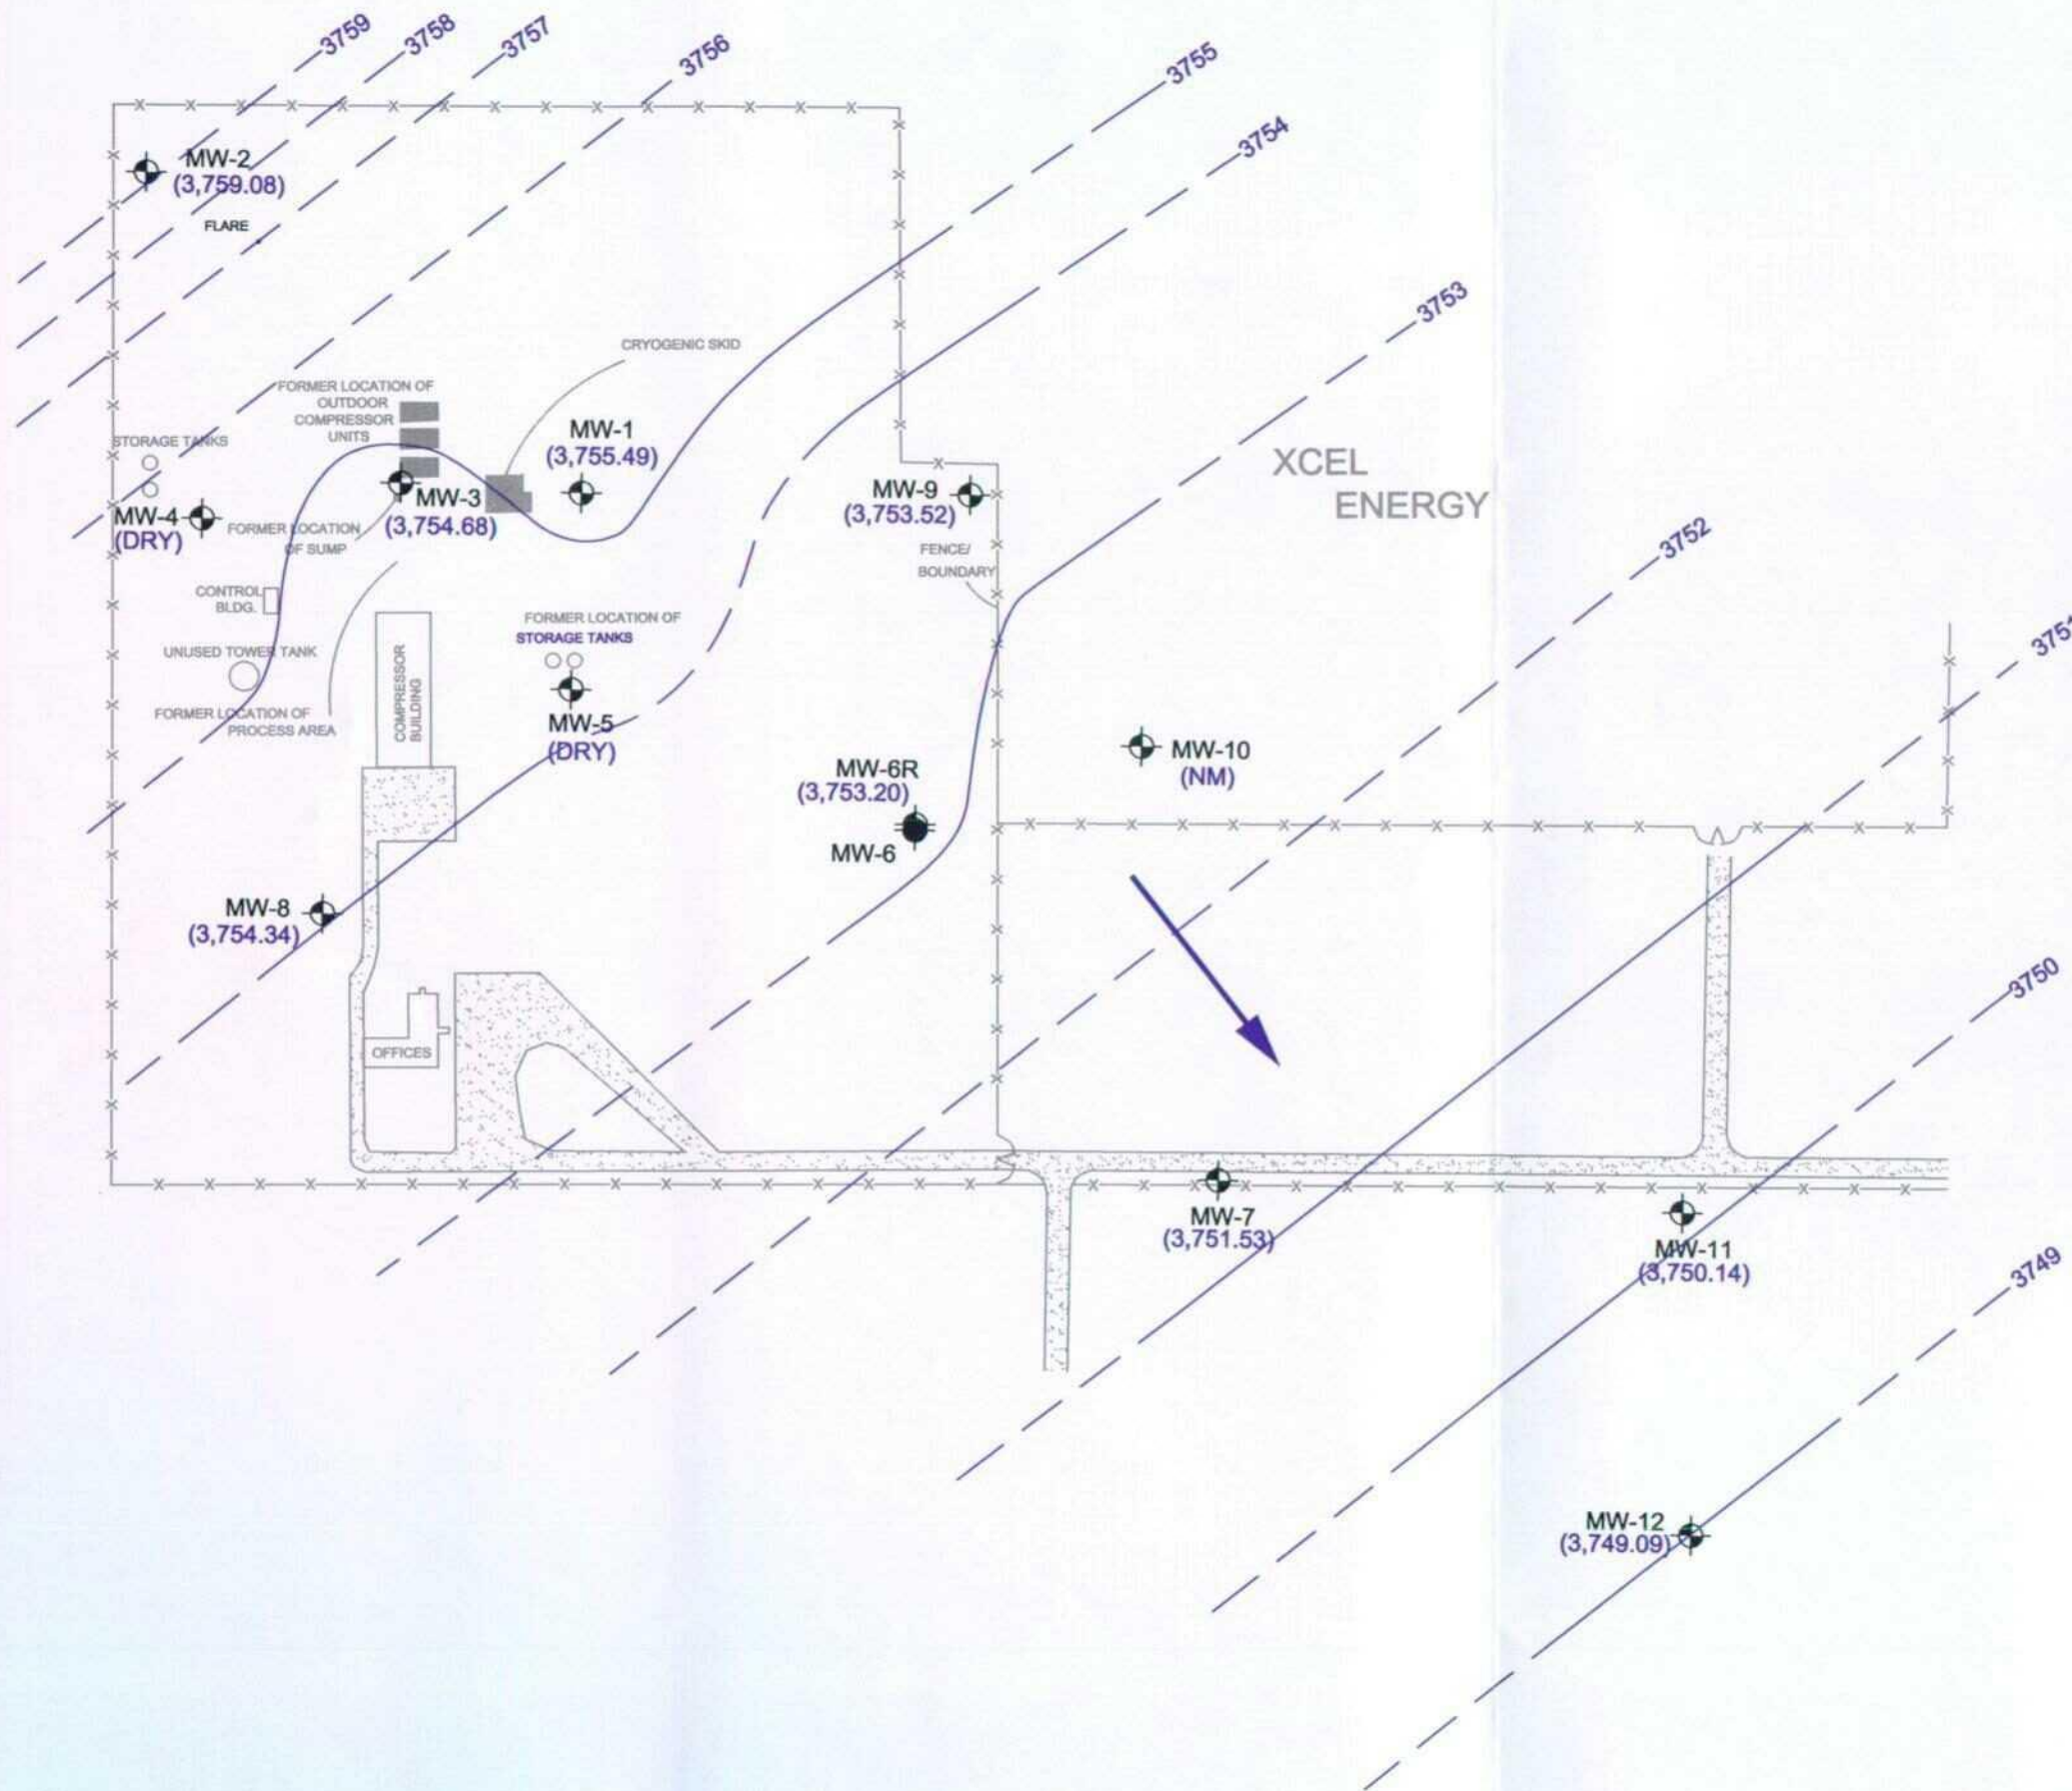 3759
3758
3757
3756
3755
3754
3753
3752
3751
3750
3749
MW-2
(3,759.08)
FLARE
CRYOGENIC SKID
FORMER LOCATION OF
OUTDOOR
COMPRESSOR
UNITS
STORAGE TANKS
MW-1
(3,755.49)
MW-3
(3,754.68)
MW-4
(DRY)
FORMER LOCATION
OF SUMP
MW-9
(3,753.52)
FENCE/
BOUNDARY
XCEL
ENERGY
CONTROL
BLDG.
UNUSED TOWER TANK
FORMER LOCATION OF
PROCESS AREA
COMPRESSOR
BUILDING
FORMER LOCATION OF
STORAGE TANKS
MW-5
(DRY)
MW-6R
(3,753.20)
MW-6
MW-10
(NM)
MW-8
(3,754.34)
OFFICES
MW-7
(3,751.53)
MW-11
(3,750.14)
MW-12
(3,749.09)